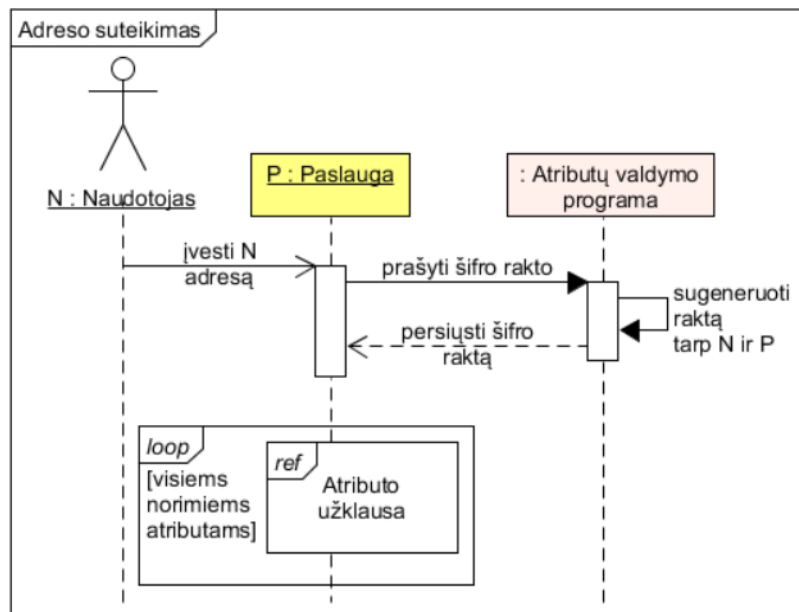 Adreso suteikimas
N : Naudotojas
P : Paslauga
: Atributų valdymo
programa
įvesti N
adresą
prašyti šifro rakto
sugeneruoti
raktą
tarp N ir P
persiųsti šifro
raktą
loop
[visiems
norimiems
atributams]
ref
Atributo
užklausa